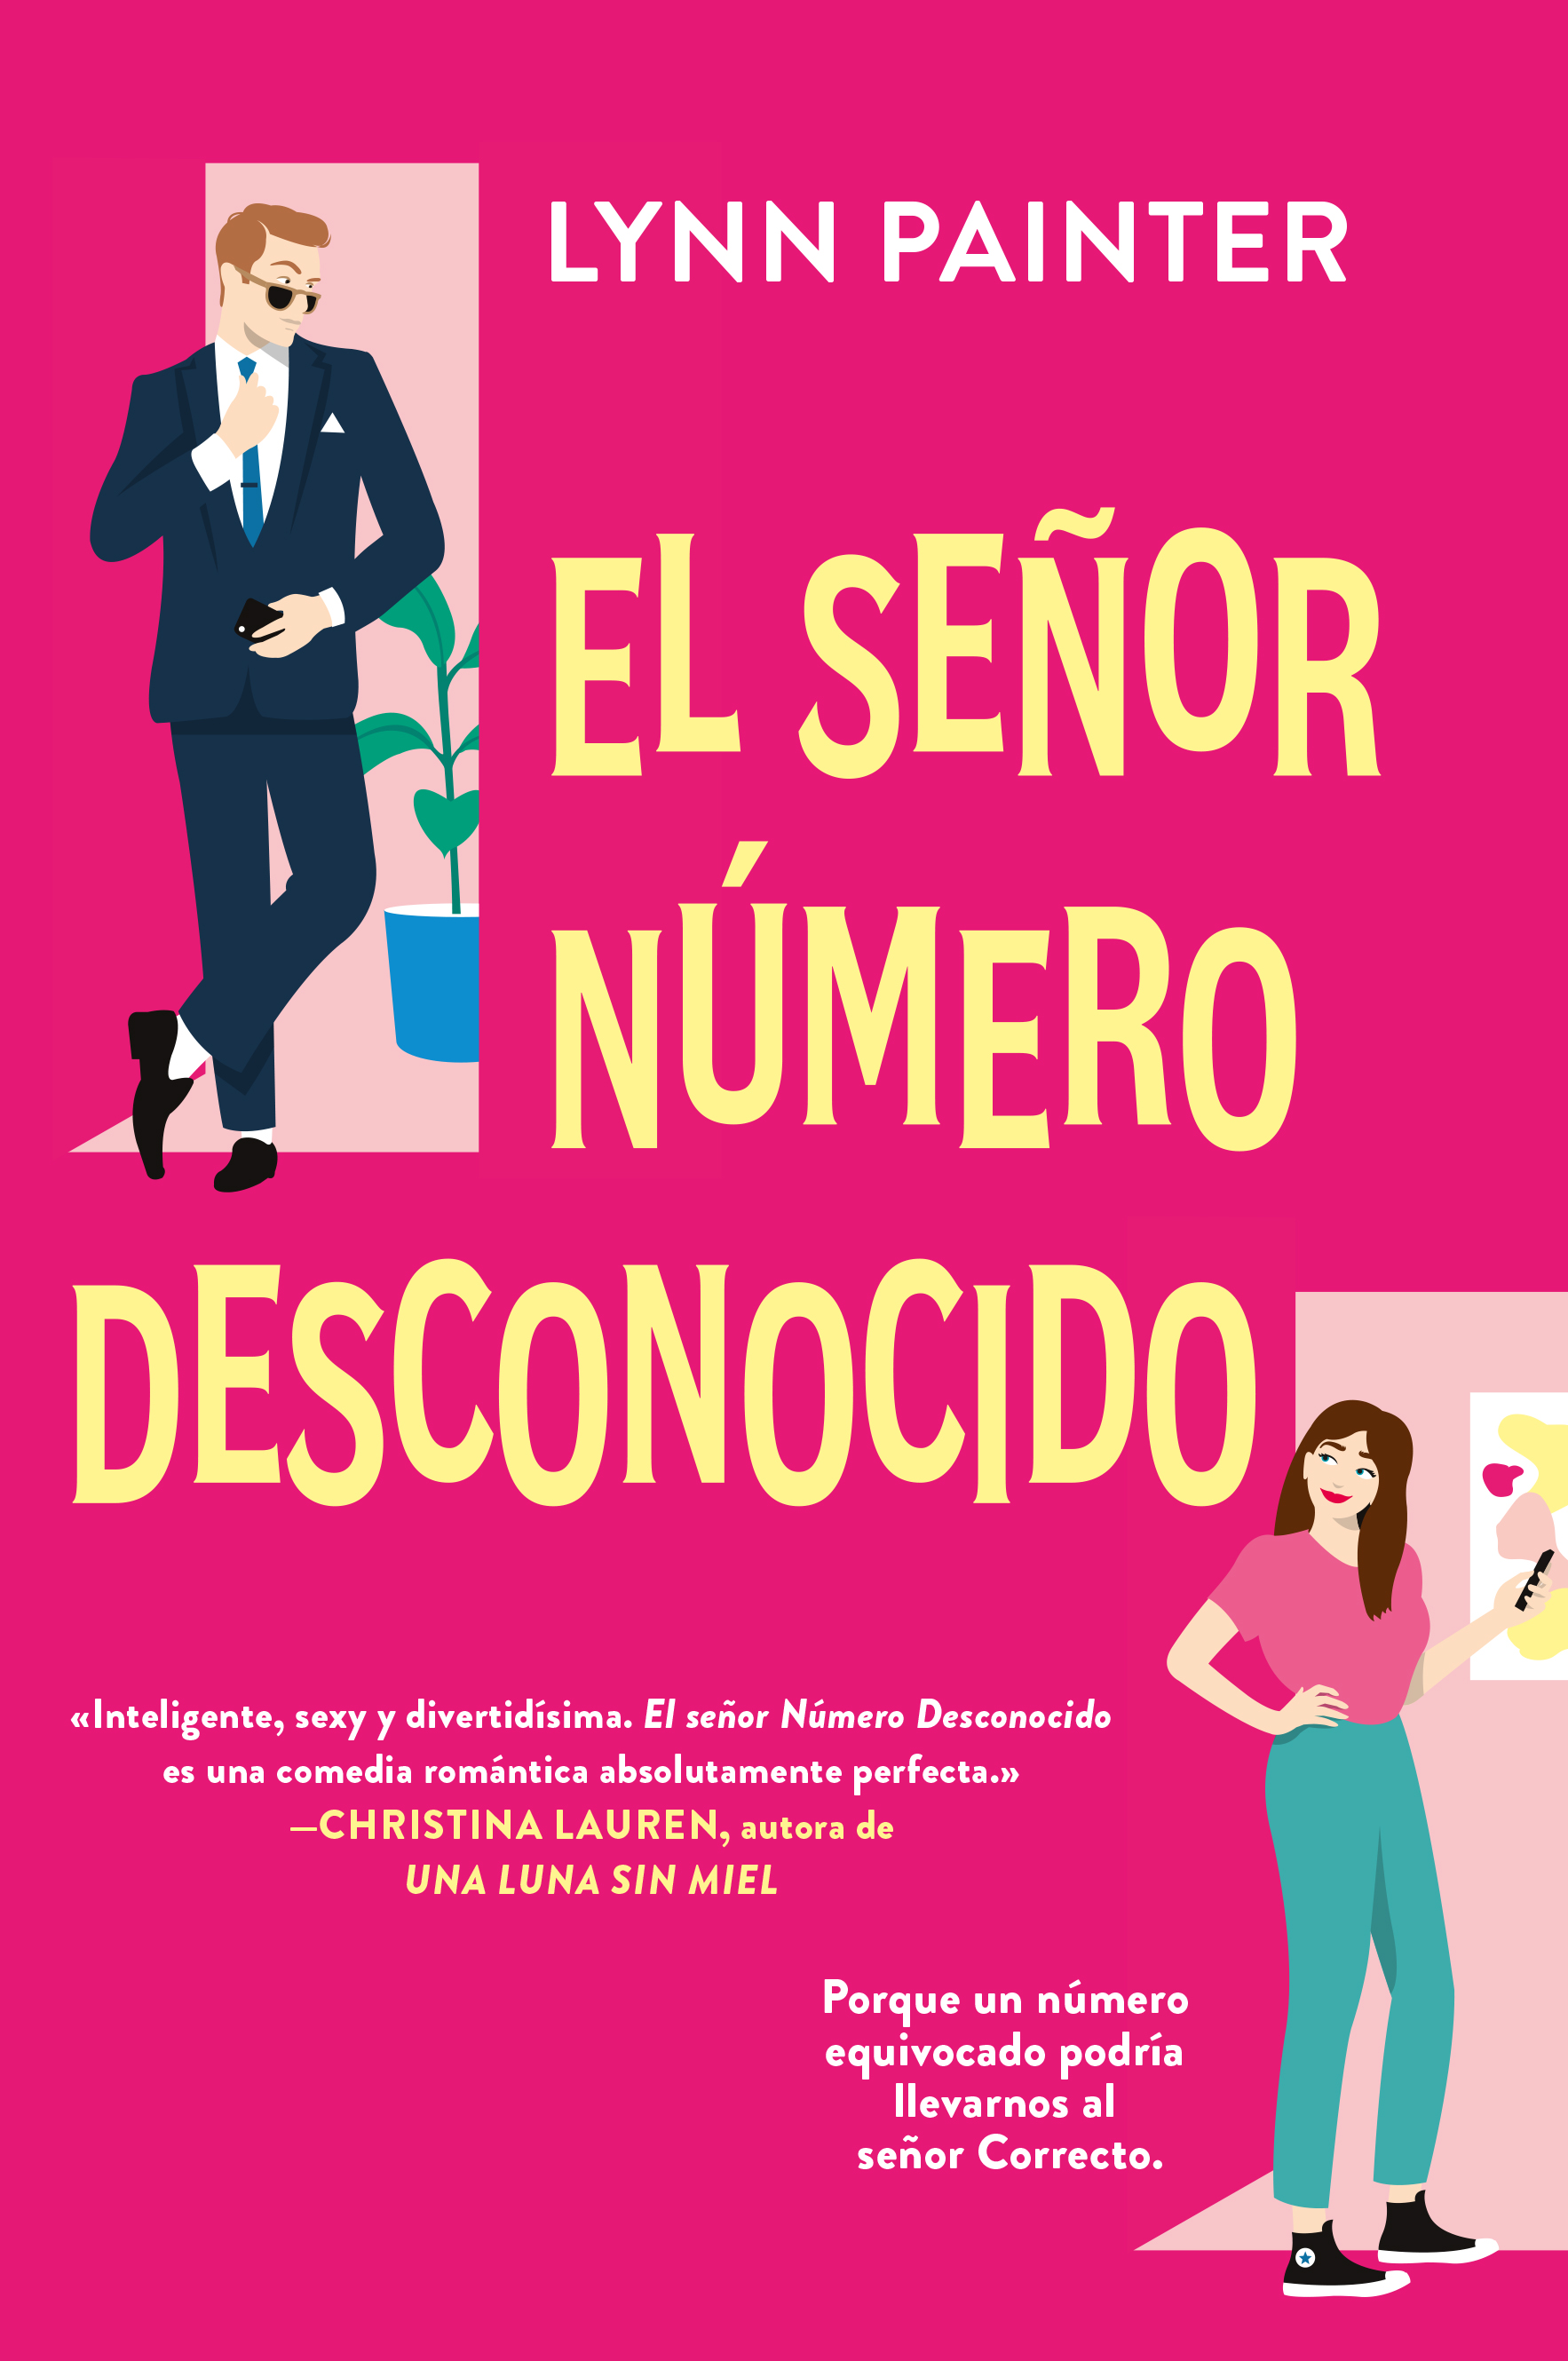 LYNN PAINTER
EL SEÑOR
NÚMERO
DESCONOCIDO
«Inteligente, sexy y divertidísima. El señor Número Desconocido
es una comedia romántica absolutamente perfecta.»
—CHRISTINA LAUREN, autora de
UNA LUNA SIN MIEL
Porque un número
equivocado podría
llevarnos al
señor Correcto.